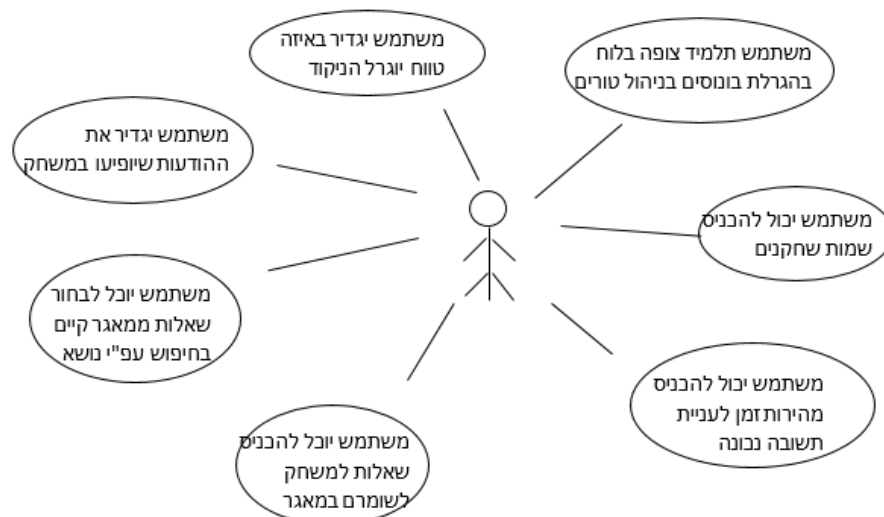 משתמש יגדיר באיזה
טווח יוגרל הניקוד
משתמש תלמיד צופה בלוח
בהגרלת בונוסים בניהול טורים
משתמש יגדיר את
ההודעות שיופיעו במשחק
משתמש יכול להכניס
שמות שחקנים
משתמש יוכל לבחור
שאלות ממאגר קיים
בחיפוש עפ"י נושא
משתמש יכול להכניס
מהירות זמן לעניית
תשובה נכונה
משתמש יוכל להכניס
שאלות למשחק
לשומרם במאגר